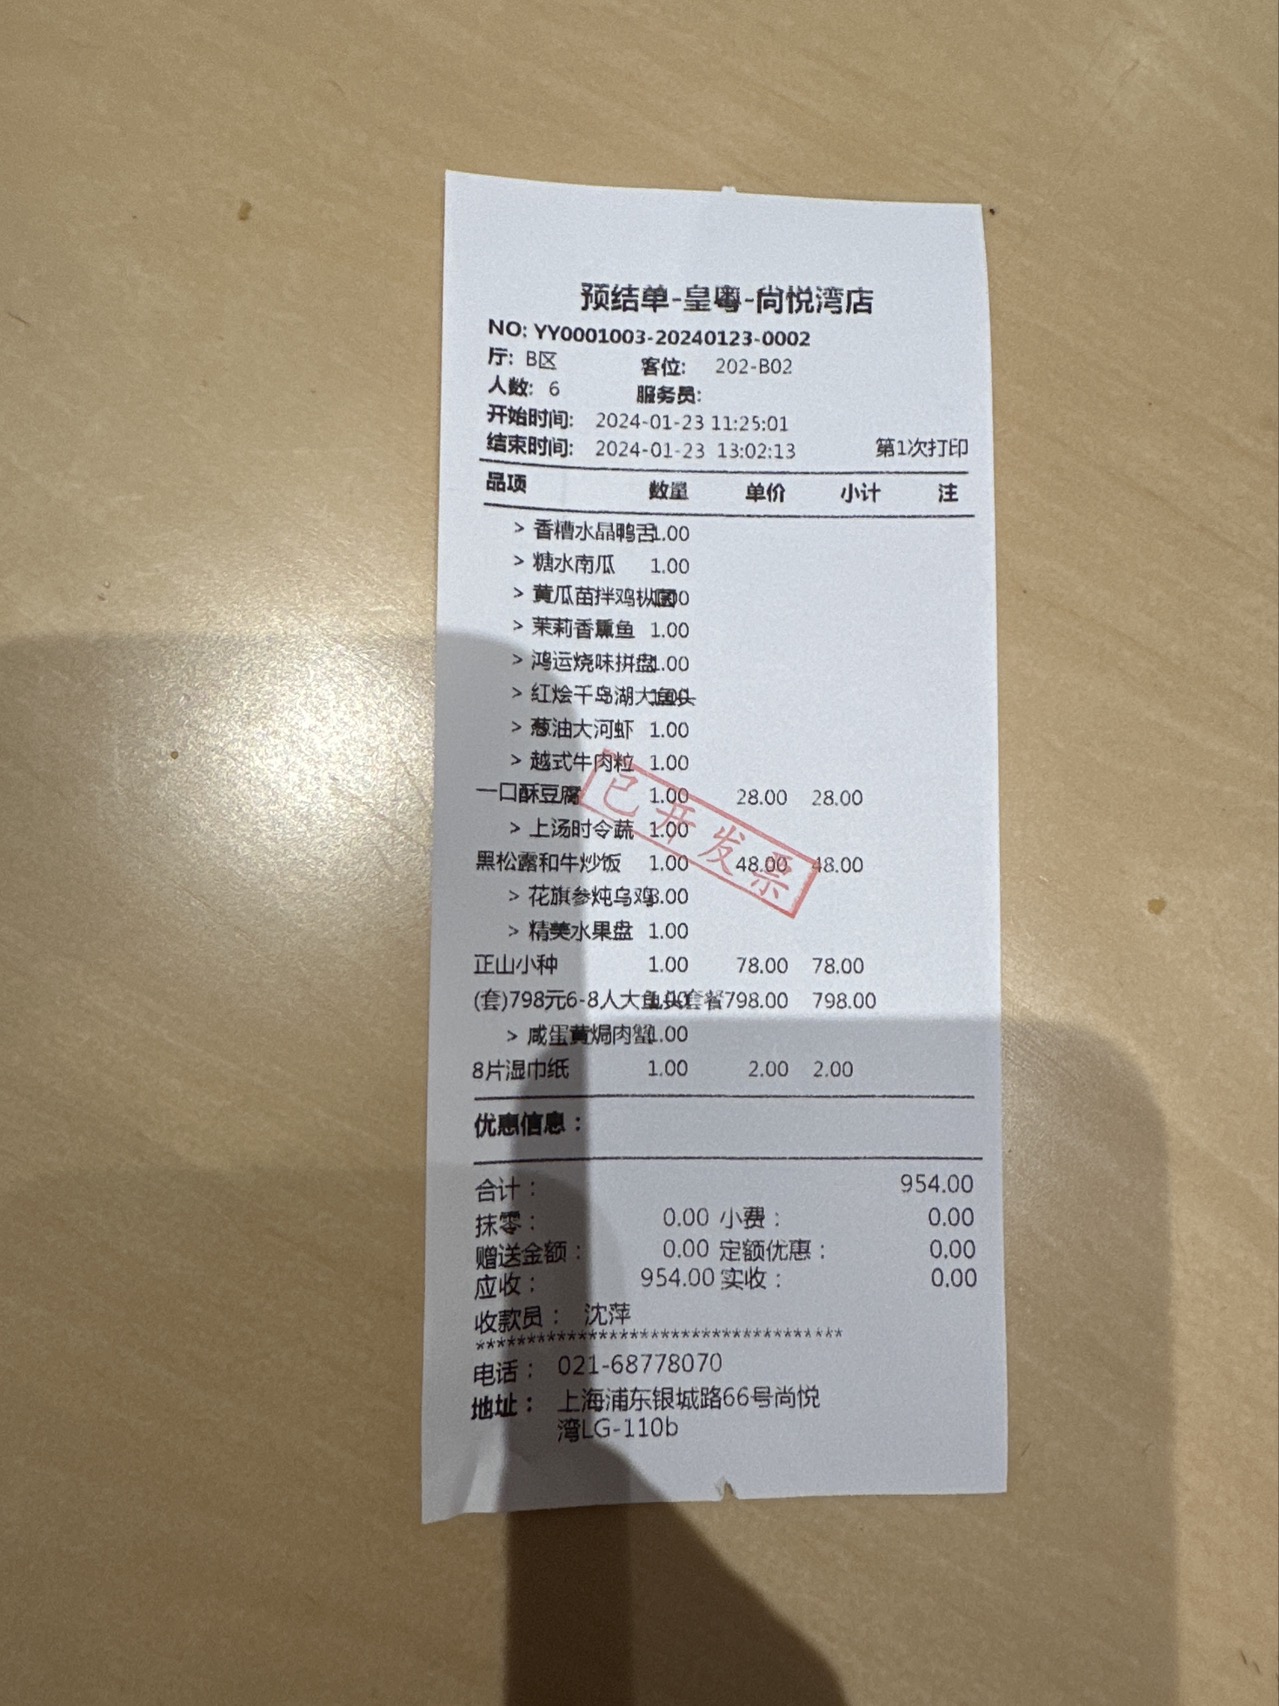 预结单-皇粤-尚悦湾店
NO: YY0001003-20240123-0002
厅: B区 客位: 202-B02
人数: 6 服务员:
开始时间: 2024-01-23 11:25:01
结束时间: 2024-01-23 13:02:13 第1次打印
品项 数量 单价 小计 注
> 香糟水晶鸭舌 1.00
> 糖水南瓜 1.00
> 黄瓜苗拌鸡枞菌 1.00
> 茉莉香熏鱼 1.00
> 鸿运烧味拼盘 1.00
> 红烩千岛湖大鱼头 1.00
> 葱油大河虾 1.00
> 越式牛肉粒 1.00
一口酥豆腐 1.00 28.00 28.00
> 上汤时令蔬 1.00
黑松露和牛炒饭 1.00 48.00 48.00
> 花旗参炖乌鸡 6.00
> 精美水果盘 1.00
正山小种 1.00 78.00 78.00
(套)798元6-8人大鱼头套餐 1.00 798.00 798.00
> 咸蛋黄焗肉蟹 1.00
8片湿巾纸 1.00 2.00 2.00
已开发票
优惠信息：
合计： 954.00
抹零： 0.00 小费： 0.00
赠送金额： 0.00 定额优惠： 0.00
应收： 954.00 实收： 0.00
收款员： 沈萍
************************************
电话： 021-68778070
地址： 上海浦东银城路66号尚悦
湾LG-110b